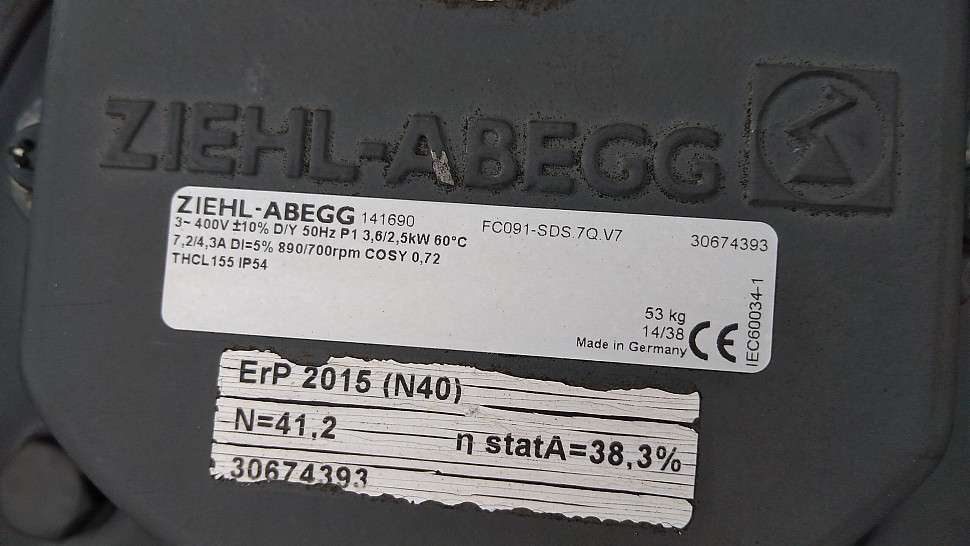 ZIEHL-ABEGG
ZIEHL-ABEGG 141690 FC091-SDS.7Q.V7 30674393
3~ 400V ±10% D/Y 50Hz P1 3,6/2,5kW 60°C
7,2/4,3A DI=5% 890/700rpm COSY 0,72
THCL155 IP54
53 kg
14/38
Made in Germany CE
IEC60034-1
ErP 2015 (N40)
N=41,2 η statA=38,3%
30674393